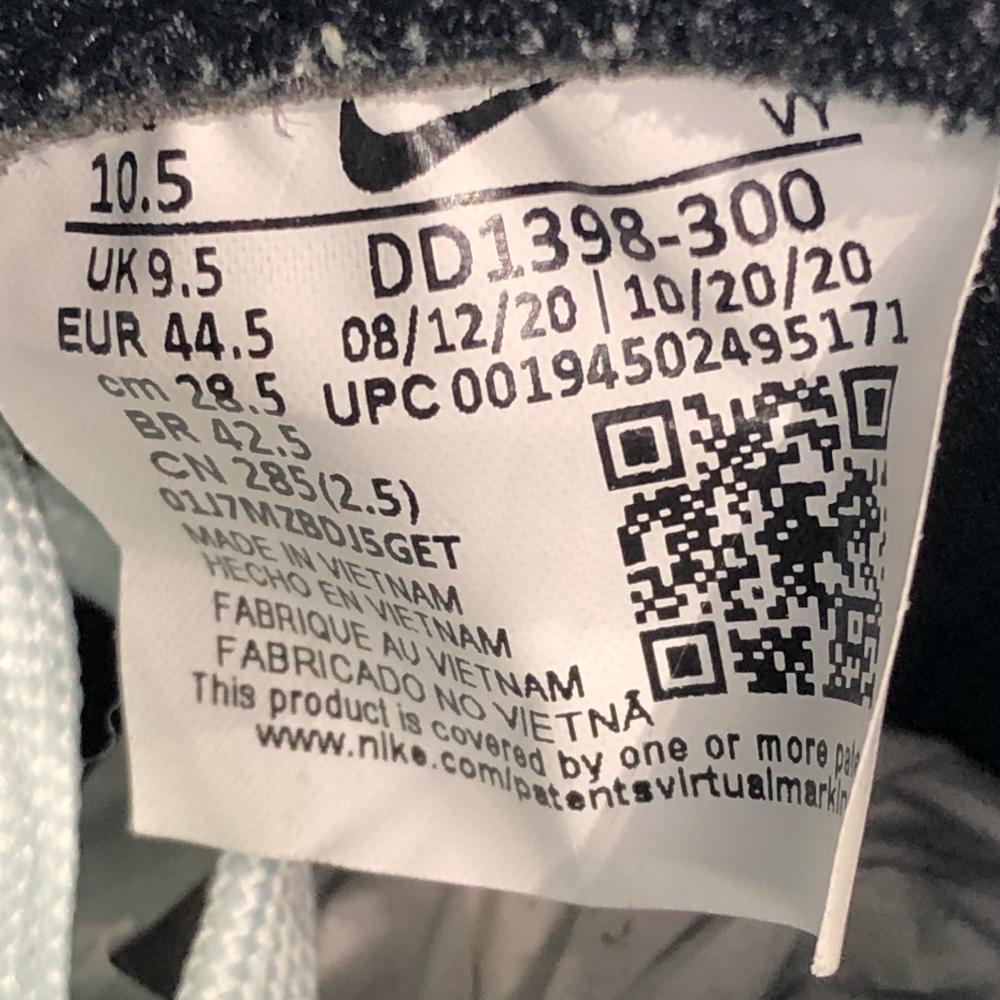 VY
10.5
UK 9.5
EUR 44.5
cm 28.5
BR 42.5
CN 285(2.5)
DD1398-300
08/12/20 | 10/20/20
UPC 00194502495171
01J7MZBDJ5GET
MADE IN VIETNAM
HECHO EN VIETNAM
FABRIQUE AU VIETNAM
FABRICADO NO VIETNÃ
This product is covered by one or more
www.nike.com/patentsvirtualmarkin